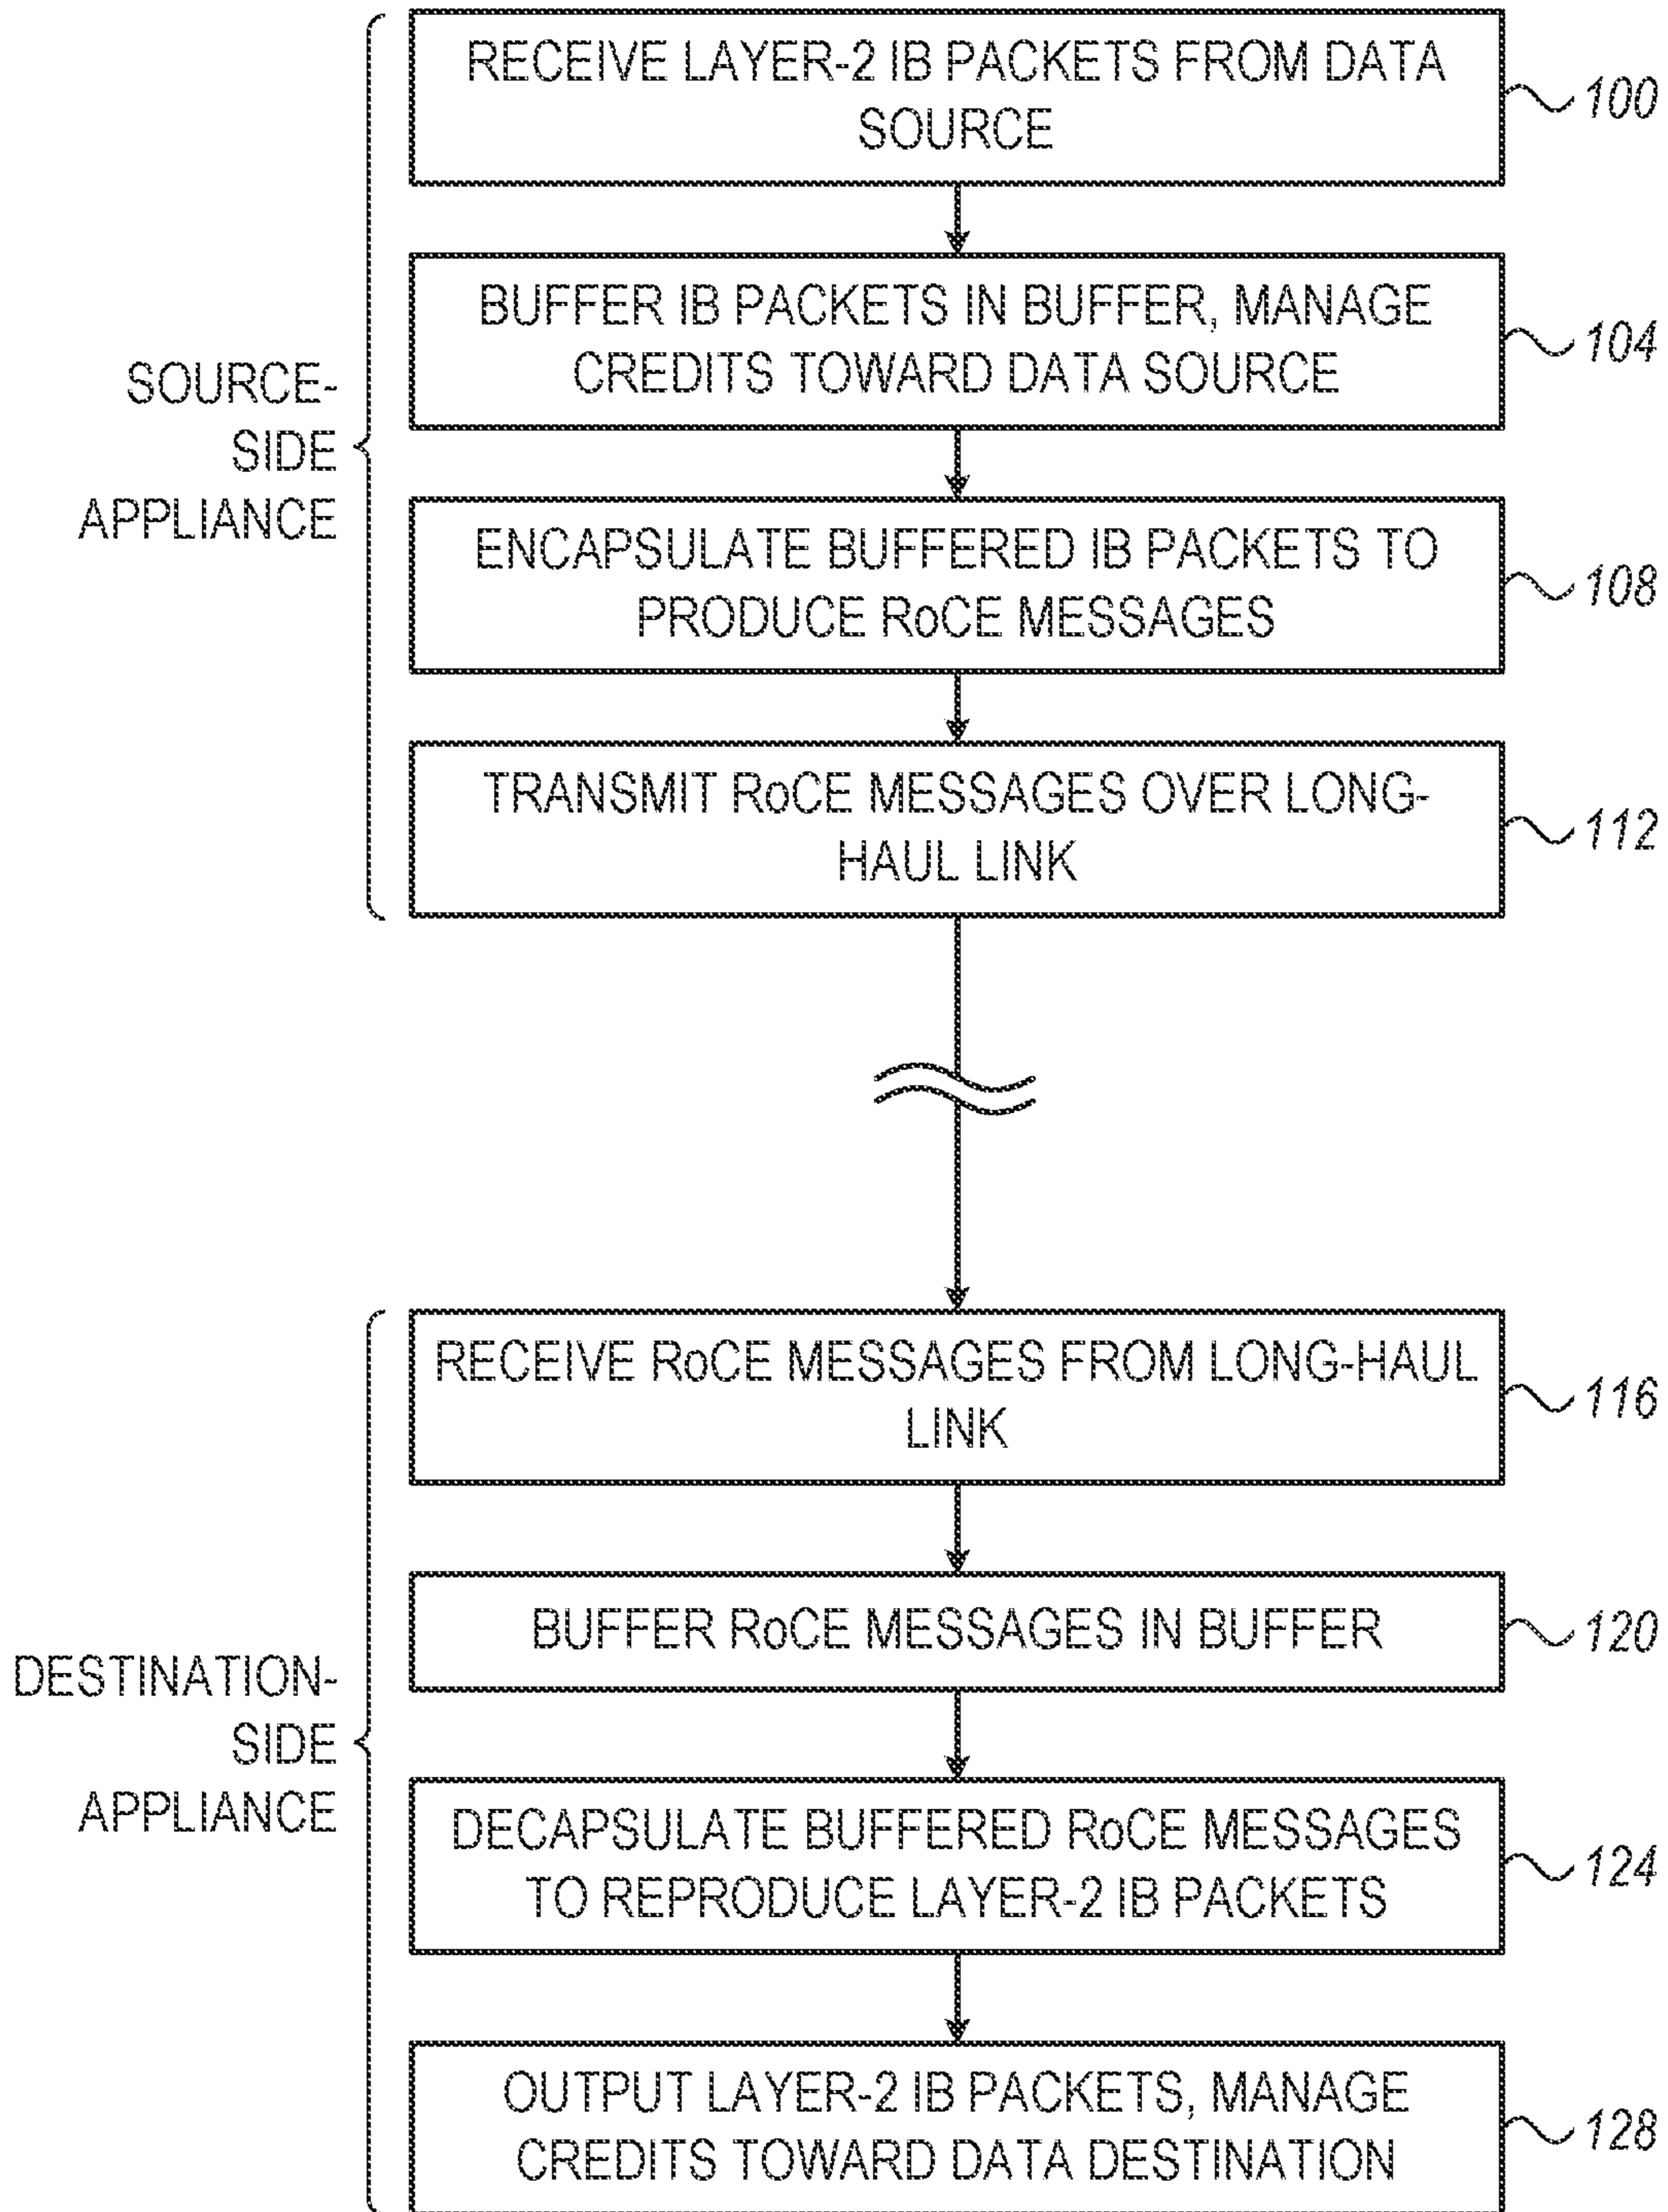 RECEIVE LAYER-2 IB PACKETS FROM DATA
SOURCE
100
BUFFER IB PACKETS IN BUFFER, MANAGE
CREDITS TOWARD DATA SOURCE
104
SOURCE-
SIDE
APPLIANCE
ENCAPSULATE BUFFERED IB PACKETS TO
PRODUCE RoCE MESSAGES
108
TRANSMIT RoCE MESSAGES OVER LONG-
HAUL LINK
112
RECEIVE RoCE MESSAGES FROM LONG-HAUL
LINK
116
BUFFER RoCE MESSAGES IN BUFFER
120
DESTINATION-
SIDE
APPLIANCE
DECAPSULATE BUFFERED RoCE MESSAGES
TO REPRODUCE LAYER-2 IB PACKETS
124
OUTPUT LAYER-2 IB PACKETS, MANAGE
CREDITS TOWARD DATA DESTINATION
128